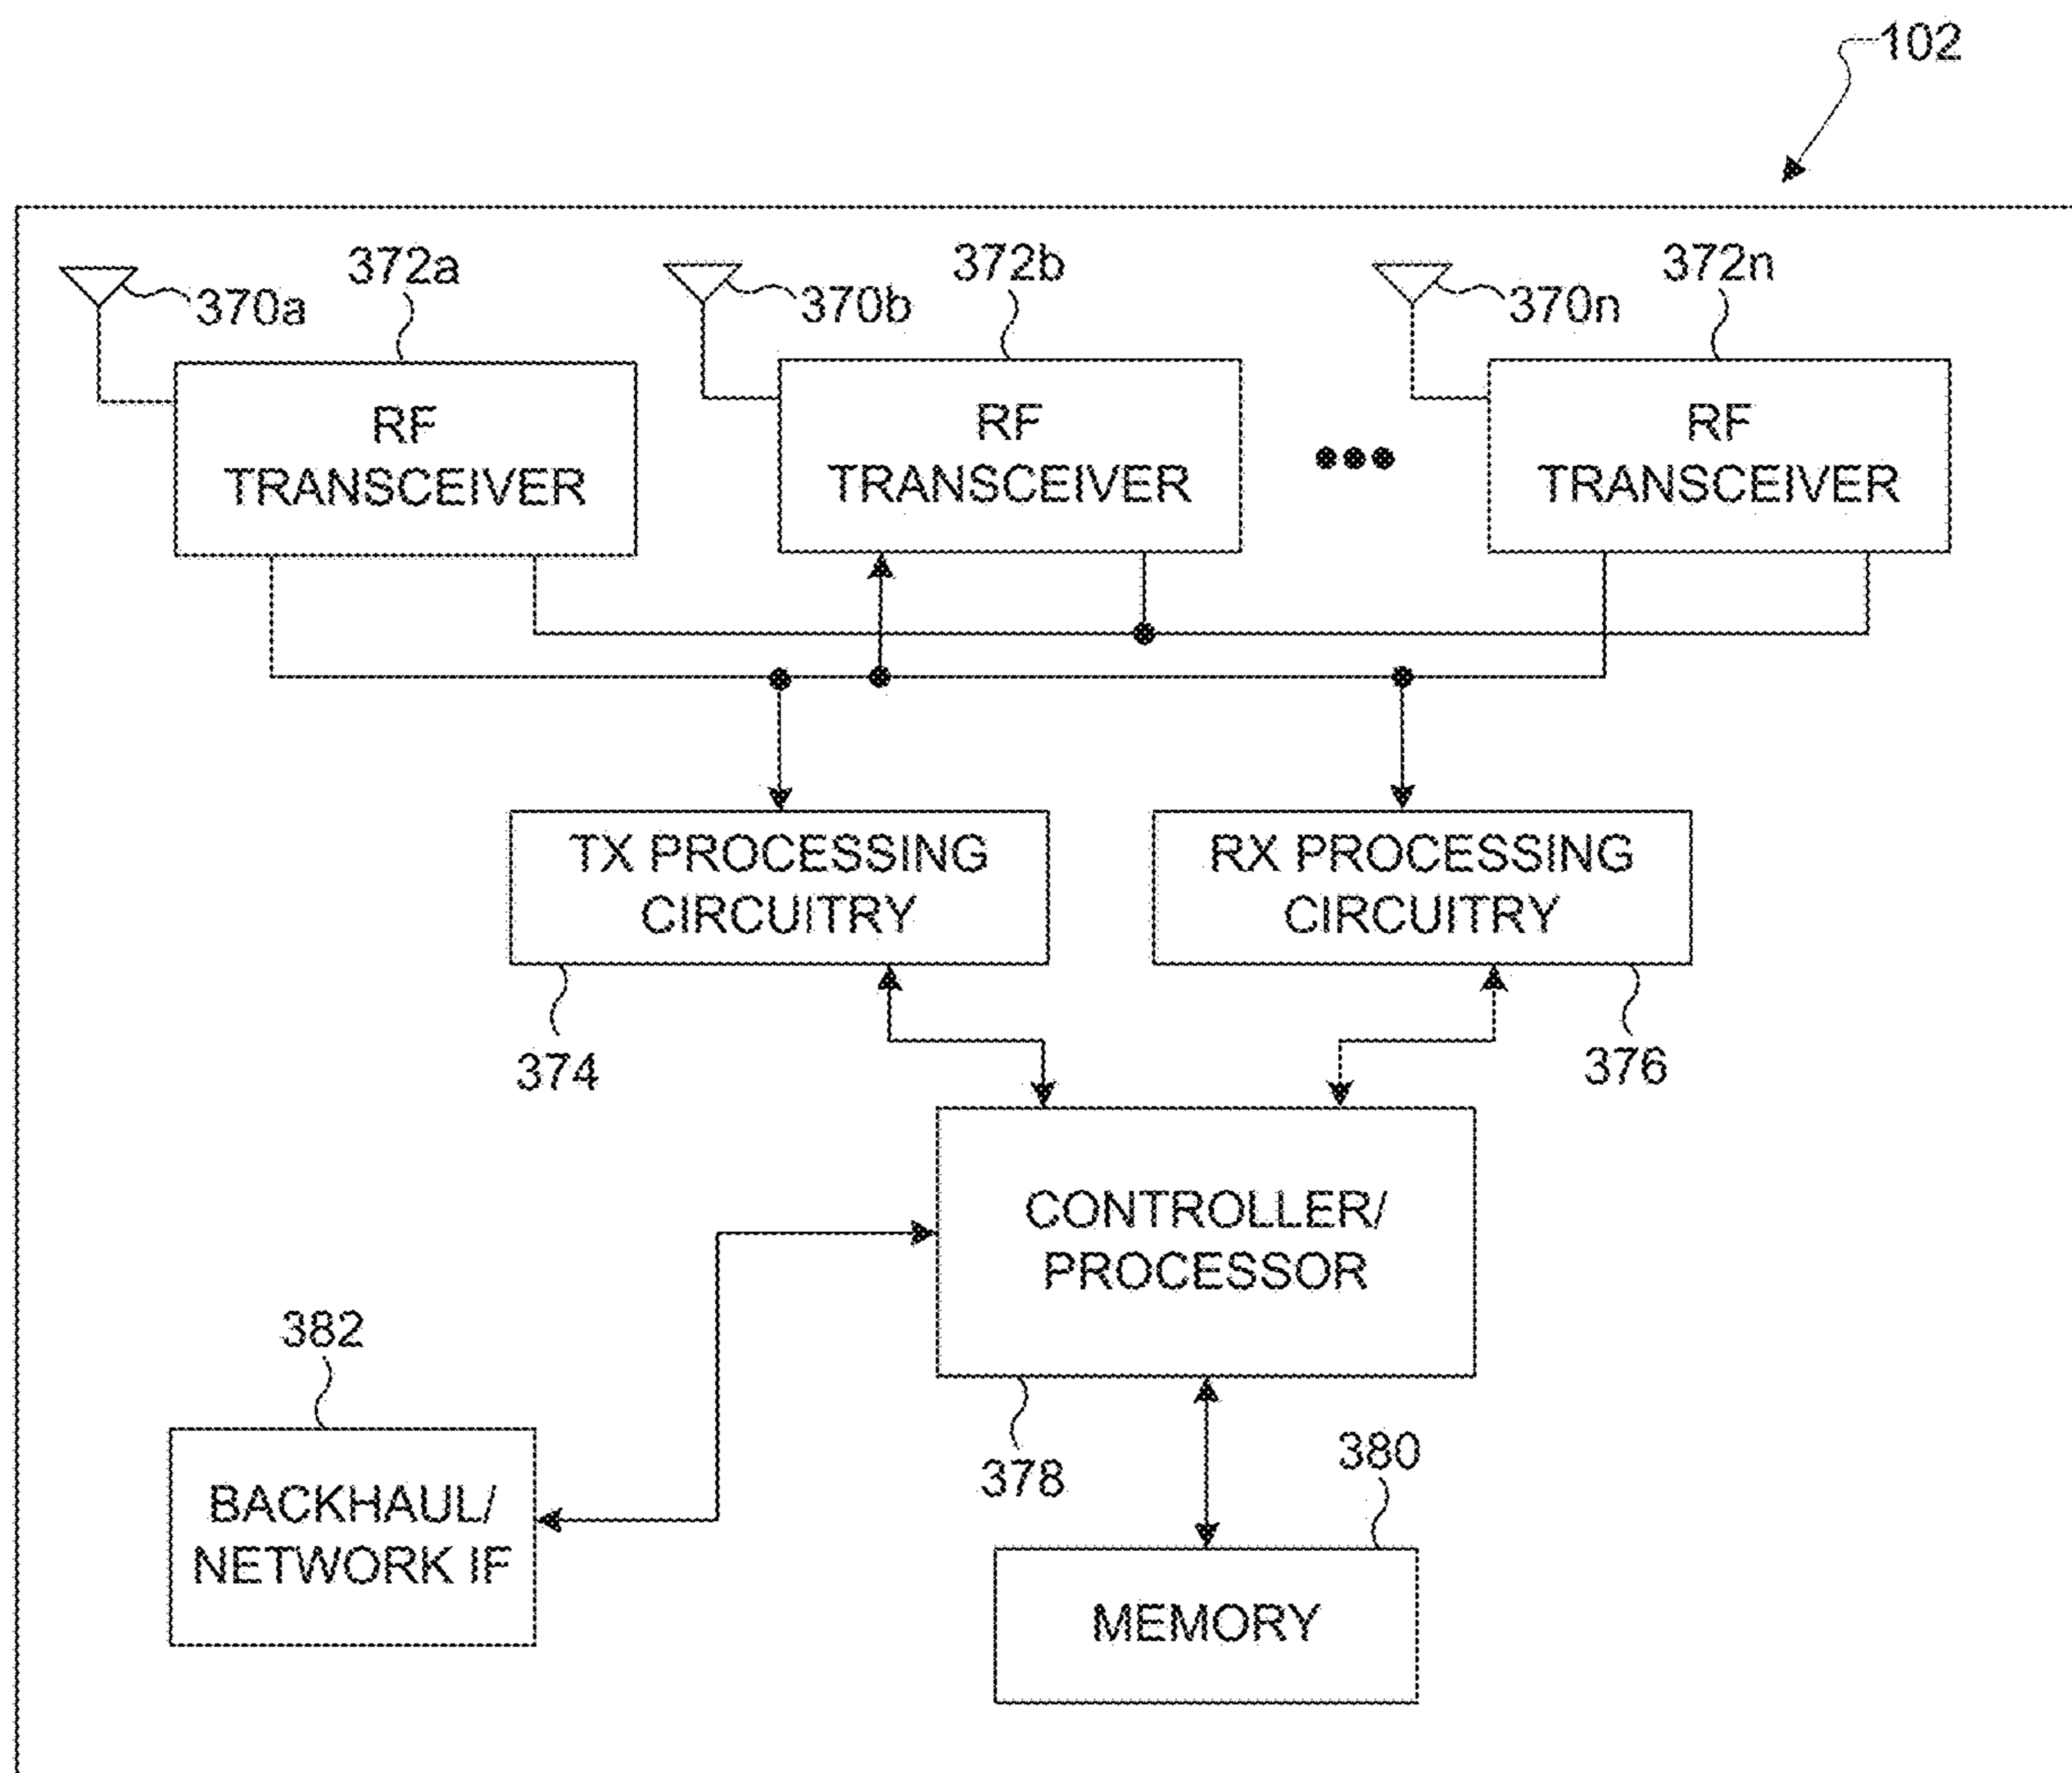 102
372a
372b
372n
370a
370b
370n
RF
TRANSCEIVER
RF
TRANSCEIVER
RF
TRANSCEIVER
TX PROCESSING
CIRCUITRY
RX PROCESSING
CIRCUITRY
374
376
CONTROLLER/
PROCESSOR
382
378
380
BACKHAUL/
NETWORK IF
MEMORY